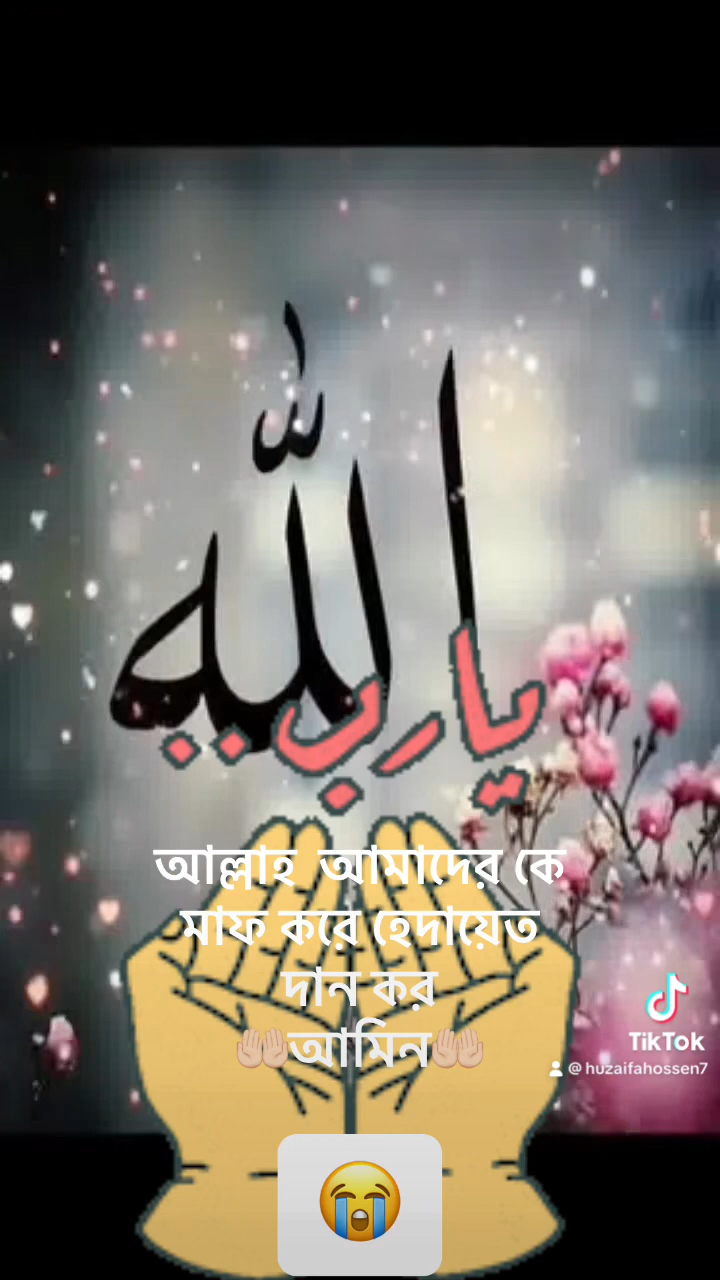 الله
يا رب..
আল্লাহ  আমাদের কে
মাফ করে হেদায়েত
দান কর
🤲🏼আমিন🤲🏼
TikTok
@ huzaifahossen7
😭